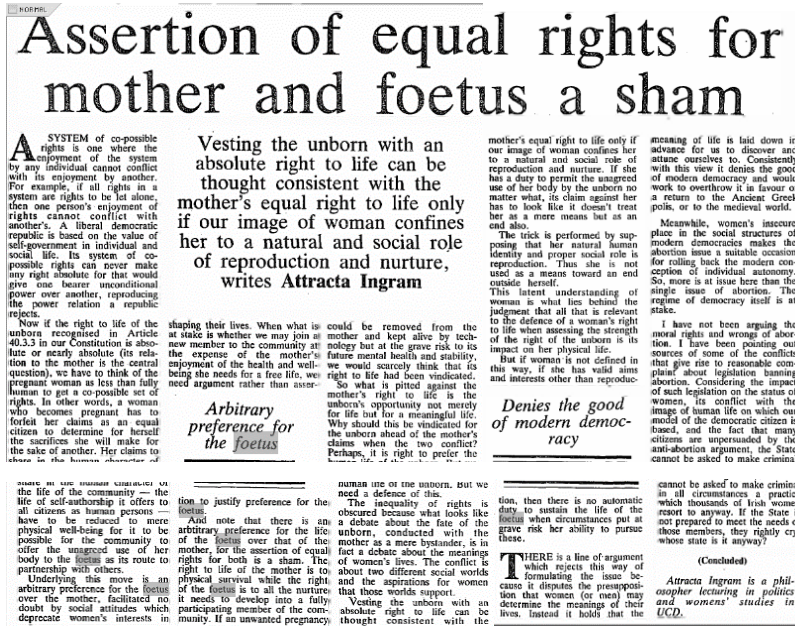 NORMAL
Assertion of equal rights for
mother and foetus a sham
A SYSTEM of co-possible
rights is one where the
enjoyment of the system
by any individual cannot conflict
with its enjoyment by another.
For example, if all rights in a
system are rights to be let alone,
then one person's enjoyment of
rights cannot conflict with
another's. A liberal democratic
republic is based on the value of
self-government in individual and
social life. Its system of co-
possible rights can never make
any right absolute for that would
give one bearer unconditional
power over another, reproducing
the power relation a republic
rejects.
Now if the right to life of the
unborn recognised in Article
40.3.3 in our Constitution is abso-
lute or nearly absolute (its rela-
tion to the mother is the central
question), we have to think of the
pregnant woman as less than fully
human to get a co-possible set of
rights. In other words, a woman
who becomes pregnant has to
forfeit her claims as an equal
citizen to determine for herself
the sacrifices she will make for
the sake of another. Her claims to
share in the human character of
the life of the community — the
life of self-authorship it offers to
all citizens as human persons —
have to be reduced to mere
physical well-being for it to be
possible for the community to
offer the unagreed use of her
body to the foetus as its route to
partnership with others.
Underlying this move is an
arbitrary preference for the foetus
over the mother, facilitated no
doubt by social attitudes which
deprecate women's interests in
Vesting the unborn with an
absolute right to life can be
thought consistent with the
mother's equal right to life only
if our image of woman confines
her to a natural and social role
of reproduction and nurture,
writes Attracta Ingram
shaping their lives. When what is
at stake is whether we may join a
new member to the community at
the expense of the mother's
enjoyment of the health and well-
being she needs for a free life, we
need argument rather than asser-
Arbitrary
preference for
the foetus
tion to justify preference for the
foetus.
And note that there is an
arbitrary preference for the life
of the foetus over that of the
mother, for the assertion of equal
rights for both is a sham. The
right to life of the mother is to
physical survival while the right
of the foetus is to all the nurture
it needs to develop into a fully
participating member of the com-
munity. If an unwanted pregnancy
could be removed from the
mother and kept alive by tech-
nology but at the grave risk to its
future mental health and stability,
we would scarcely think that its
right to life had been vindicated.
So what is pitted against the
mother's right to life is the
unborn's opportunity not merely
for life but for a meaningful life.
Why should this be vindicated for
the unborn ahead of the mother's
claims when the two conflict?
Perhaps, it is right to prefer the
human life of the unborn. But we
need a defence of this.
The inequality of rights is
obscured because what looks like
a debate about the fate of the
unborn, conducted with the
mother as a mere bystander, is in
fact a debate about the meanings
of women's lives. The conflict is
about two different social worlds
and the aspirations for women
that those worlds support.
Vesting the unborn with an
absolute right to life can be
thought consistent with the
mother's equal right to life only if
our image of woman confines her
to a natural and social role of
reproduction and nurture. If she
has a duty to permit the unagreed
use of her body by the unborn no
matter what, its claim against her
has to look like it doesn't treat
her as a mere means but as an
end also.
The trick is performed by sup-
posing that her natural human
identity and proper social role is
reproduction. Thus she is not
used as a means toward an end
outside herself.
This latent understanding of
woman is what lies behind the
judgment that all that is relevant
to the defence of a woman's right
to life when assessing the strength
of the right of the unborn is its
impact on her physical life.
But if woman is not defined in
this way, if she has valid aims
and interests other than reproduc-
Denies the good
of modern democ-
racy
tion, then there is no automatic
duty to sustain the life of the
foetus when circumstances put at
grave risk her ability to pursue
these.
THERE is a line of argument
which rejects this way of
formulating the issue be-
cause it disputes the presupposi-
tion that women (or men) may
determine the meanings of their
lives. Instead it holds that the
meaning of life is laid down in
advance for us to discover and
attune ourselves to. Consistently
with this view it denies the good
of modern democracy and would
work to overthrow it in favour of
a return to the Ancient Greek
polis, or to the medieval world.
Meanwhile, women's insecure
place in the social structures of
modern democracies makes the
abortion issue a suitable occasion
for rolling back the modern con-
ception of individual autonomy.
So, more is at issue here than the
single issue of abortion. The
regime of democracy itself is at
stake.
I have not been arguing the
moral rights and wrongs of abor-
tion. I have been pointing out
sources of some of the conflicts
that give rise to reasonable com-
plaint about legislation banning
abortion. Considering the impact
of such legislation on the status of
women, its conflict with the
image of human life on which our
model of the democratic citizen is
based, and the fact that many
citizens are unpersuaded by the
anti-abortion argument, the State
cannot be asked to make criminal
in all circumstances a practice
which thousands of Irish women
resort to anyway. If the State is
not prepared to meet the needs of
those members, they rightly cry
whose state is it anyway?
(Concluded)
Attracta Ingram is a phil-
osopher lecturing in politics
and womens' studies in
UCD.